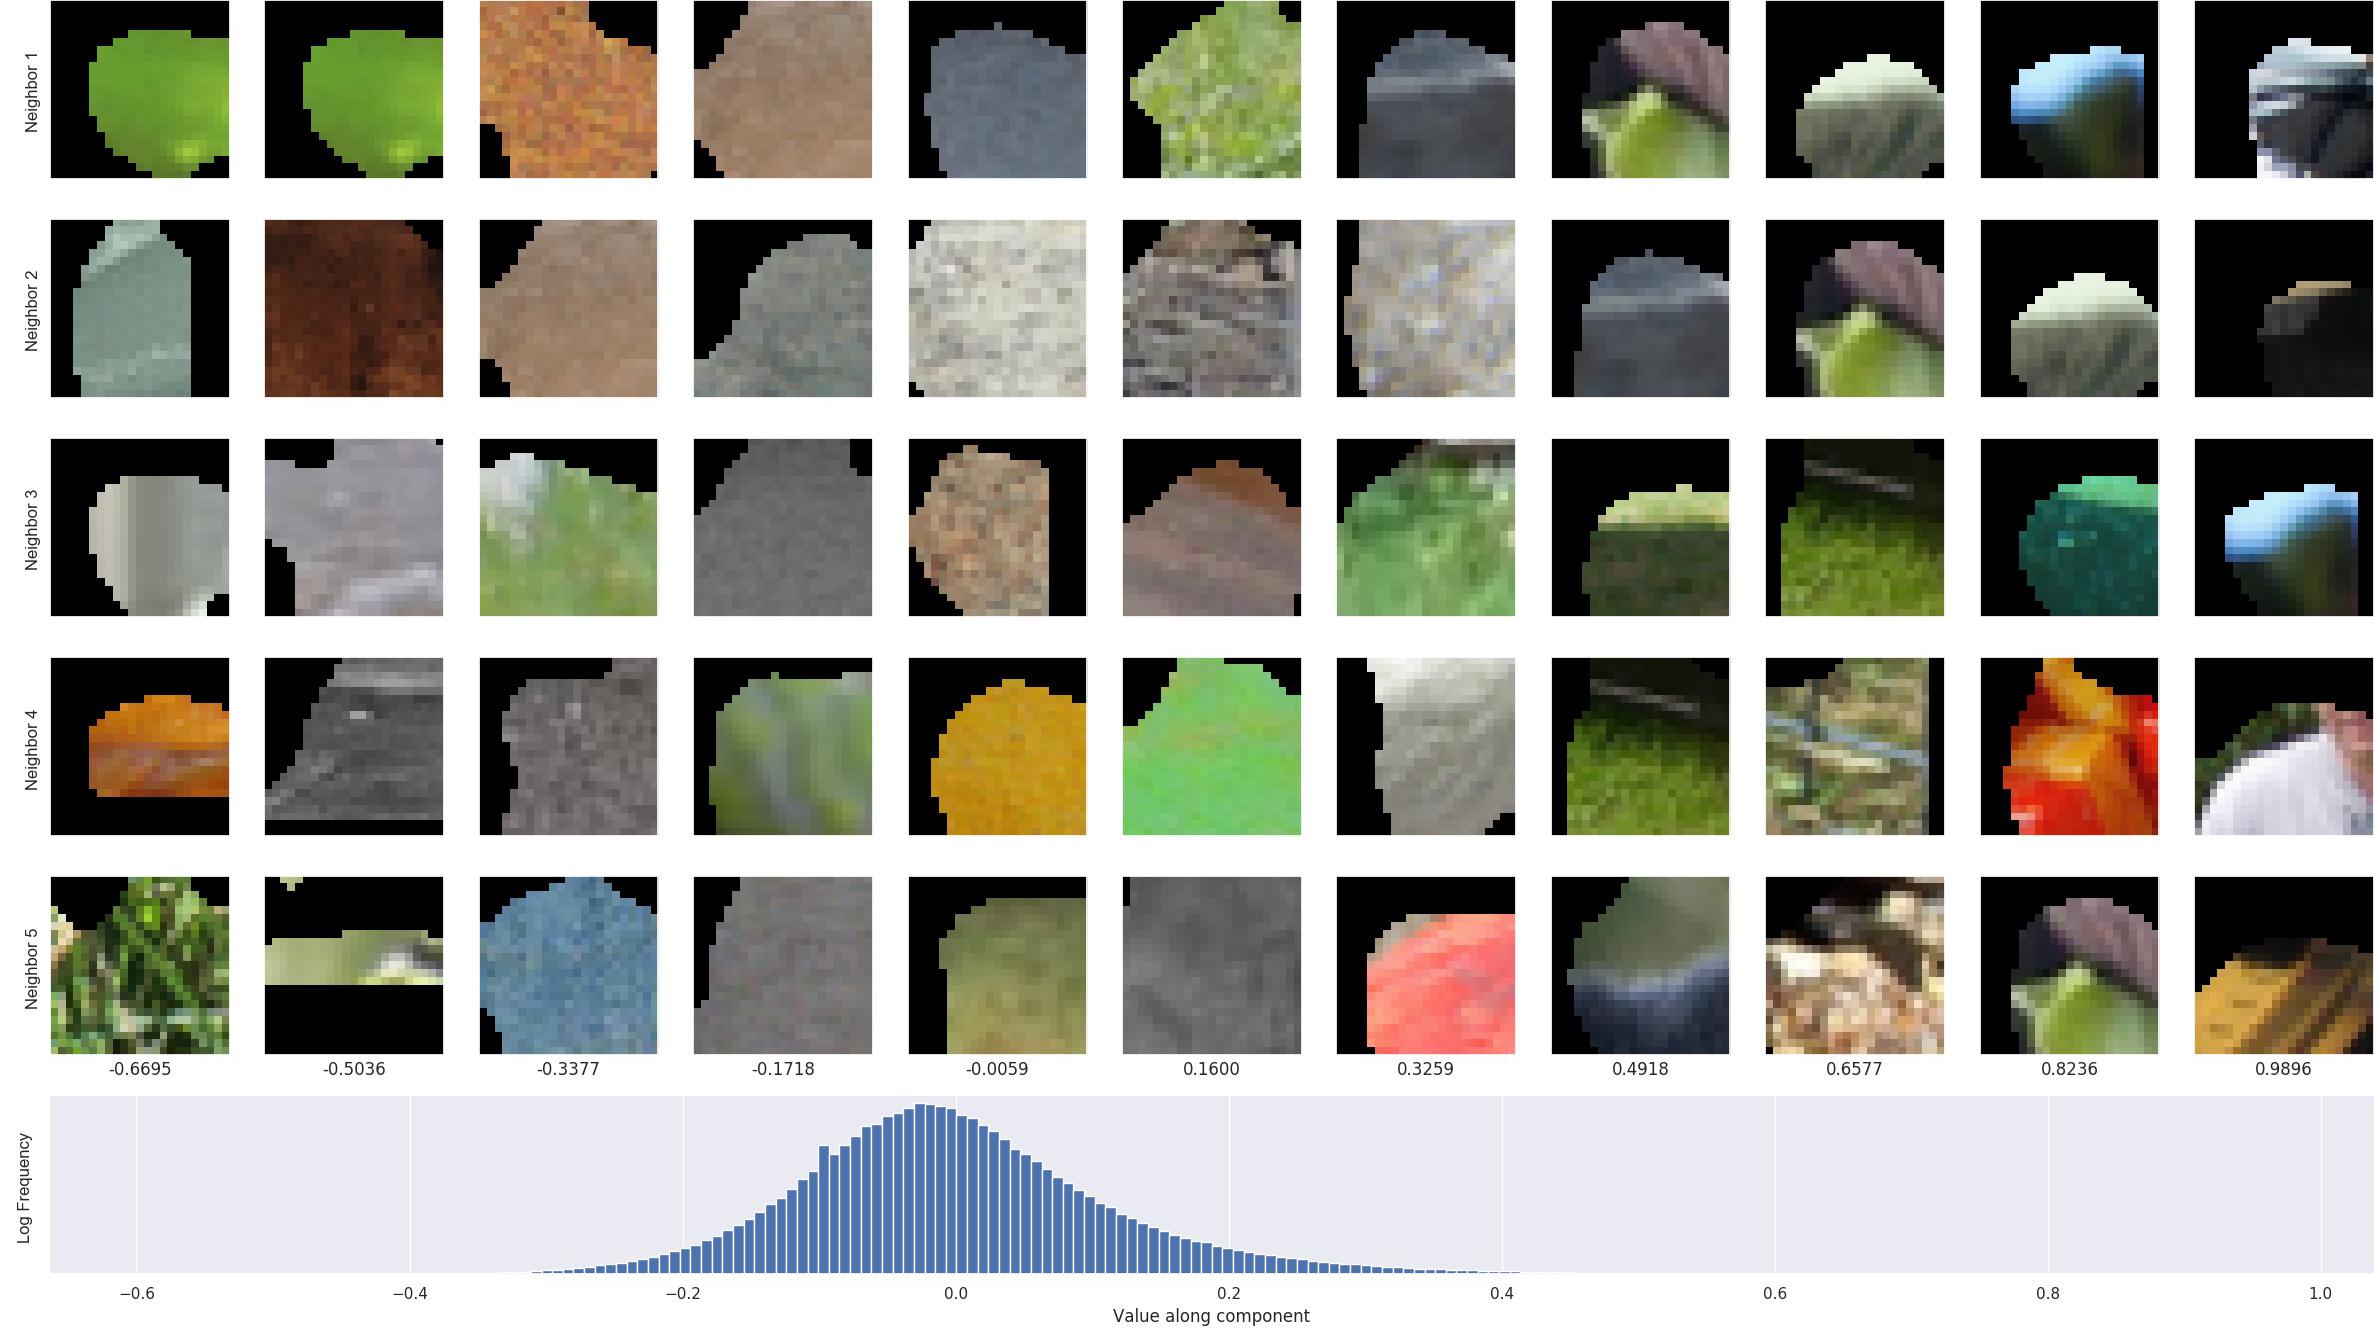 Neighbor 1
Neighbor 2
Neighbor 3
Neighbor 4
Neighbor 5
-0.6695 -0.5036 -0.3377 -0.1718 -0.0059 0.1600 0.3259 0.4918 0.6577 0.8236 0.9896
Log Frequency
−0.6 −0.4 −0.2 0.0 0.2 0.4 0.6 0.8 1.0
Value along component